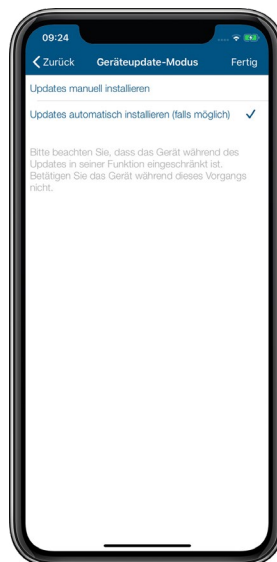 09:24
Zurück Geräteupdate-Modus Fertig
Updates manuell installieren
Updates automatisch installieren (falls möglich)
Bitte beachten Sie, dass das Gerät während des
Updates in seiner Funktion eingeschränkt ist.
Betätigen Sie das Gerät während dieses Vorgangs
nicht.